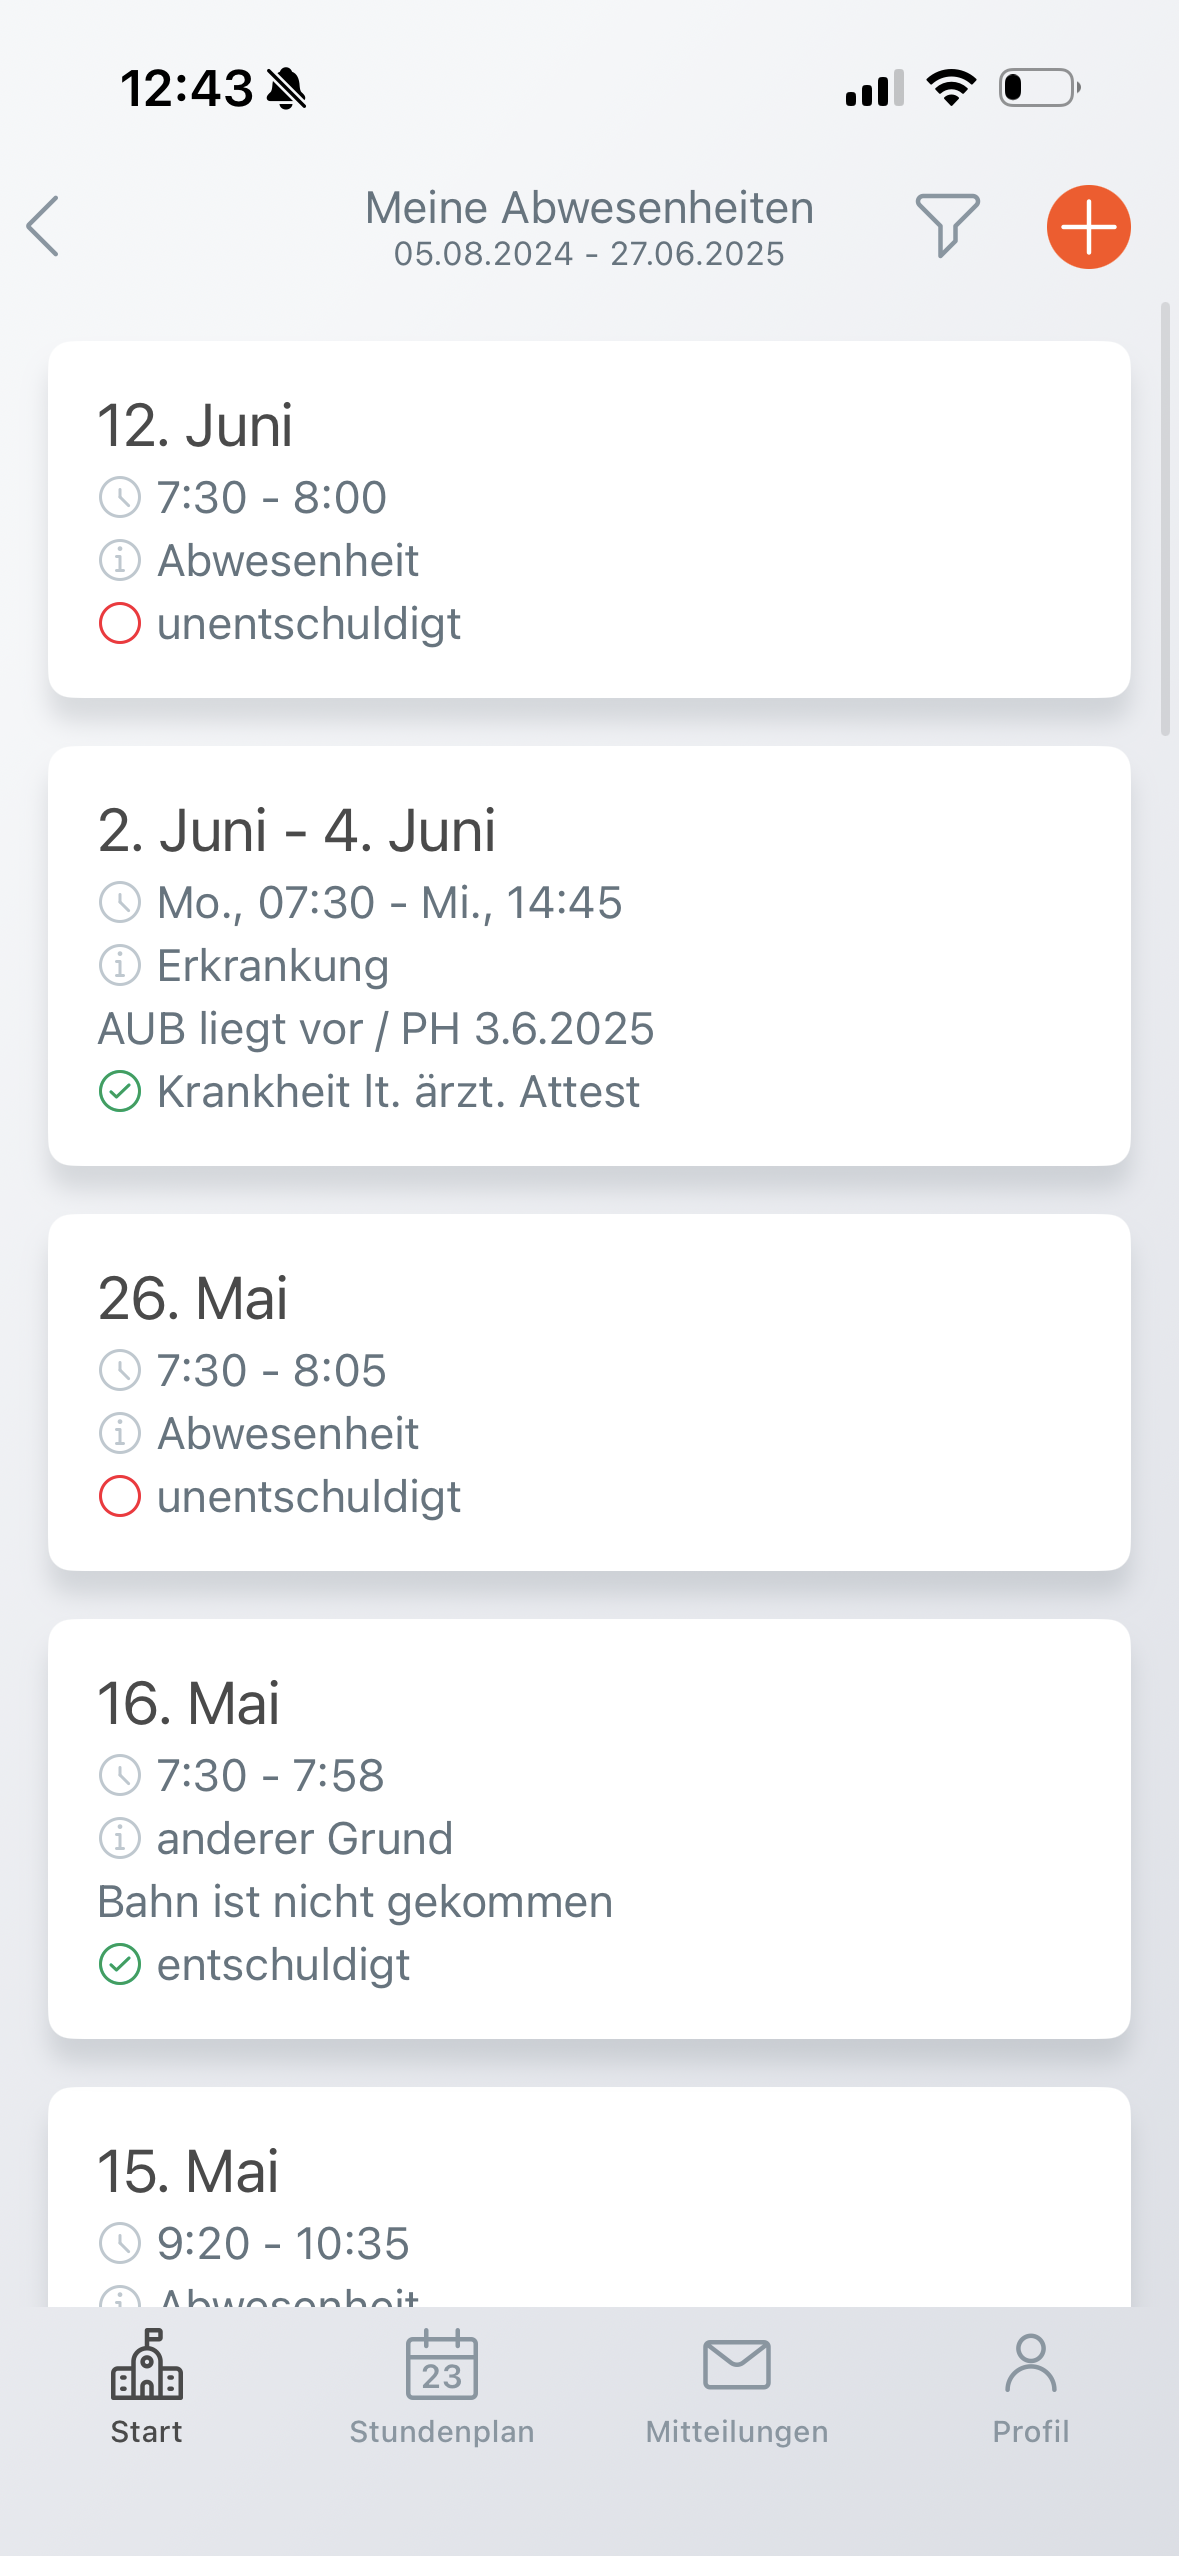 12:43
Meine Abwesenheiten
05.08.2024 - 27.06.2025
12. Juni
7:30 - 8:00
Abwesenheit
unentschuldigt
2. Juni - 4. Juni
Mo., 07:30 - Mi., 14:45
Erkrankung
AUB liegt vor / PH 3.6.2025
Krankheit lt. ärzt. Attest
26. Mai
7:30 - 8:05
Abwesenheit
unentschuldigt
16. Mai
7:30 - 7:58
anderer Grund
Bahn ist nicht gekommen
entschuldigt
15. Mai
9:20 - 10:35
Abwesenheit
23
Start Stundenplan Mitteilungen Profil